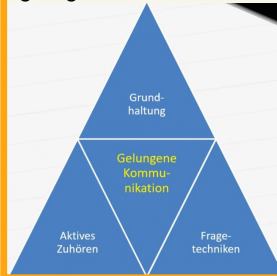 Grund-
haltung
Gelungene
Kommu-
nikation
Aktives
Zuhören
Frage-
techniken